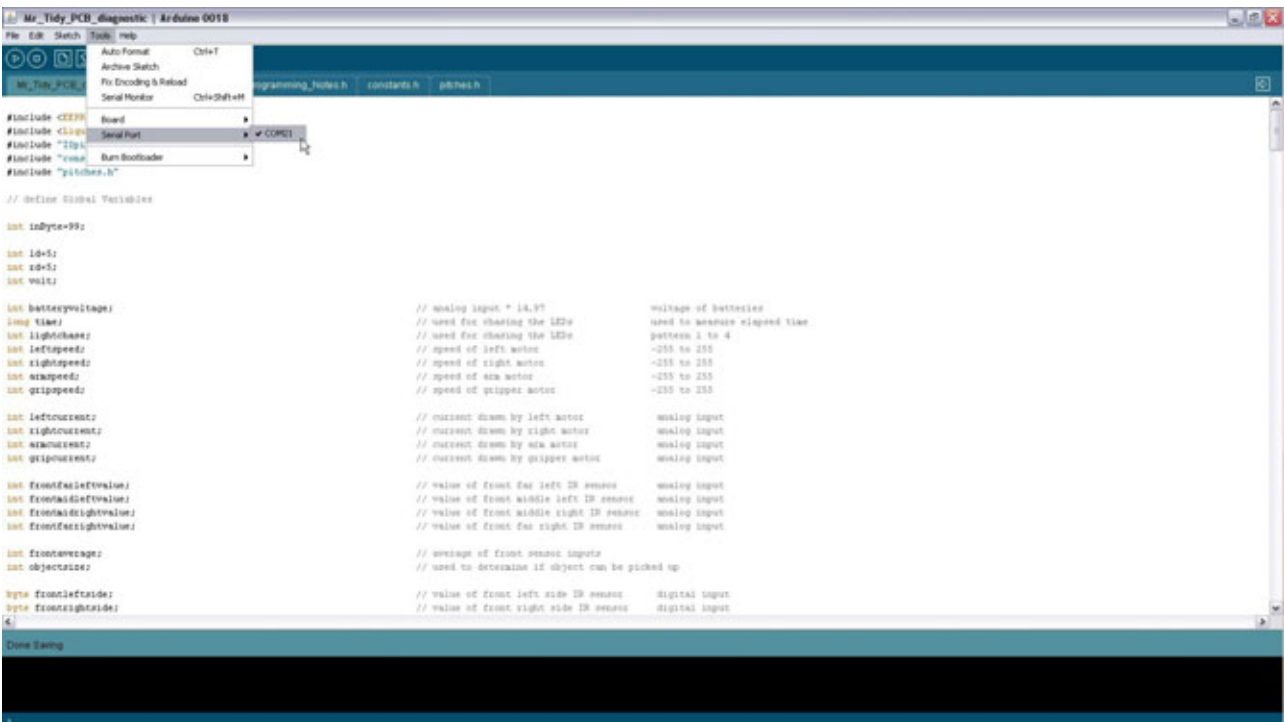 Mr_Tidy_PCB_diagnostic | Arduino 0018
File Edit Sketch Tools Help
Auto Format Ctrl+T
Archive Sketch
Fix Encoding & Reload
Serial Monitor Ctrl+Shift+M
Board
Serial Port ✔ COM21
Burn Bootloader
Mr_Tidy_PCB_ rogramming_Notes.h constants.h pitches.h
#include <EEPR
#include <Liqu
#include "IOpi
#include "cons
#include "pitches.h"
// define Global Variables
int inByte=99;
int ld=5;
int rd=5;
int volt;
int batteryvoltage; // analog input * 14.97 voltage of batteries
long time; // used for chasing the LEDs used to measure elapsed time
int lightchase; // used for chasing the LEDs pattern 1 to 4
int leftspeed; // speed of left motor -255 to 255
int rightspeed; // speed of right motor -255 to 255
int armspeed; // speed of arm motor -255 to 255
int gripspeed; // speed of gripper motor -255 to 255
int leftcurrent; // current drawn by left motor analog input
int rightcurrent; // current drawn by right motor analog input
int armcurrent; // current drawn by arm motor analog input
int gripcurrent; // current drawn by gripper motor analog input
int frontfarleftvalue; // value of front far left IR sensor analog input
int frontmidleftvalue; // value of front middle left IR sensor analog input
int frontmidrightvalue; // value of front middle right IR sensor analog input
int frontfarrightvalue; // value of front far right IR sensor analog input
int frontaverage; // average of front sensor inputs
int objectsize; // used to determine if object can be picked up
byte frontleftside; // value of front left side IR sensor digital input
byte frontrightside; // value of front right side IR sensor digital input
Done Saving